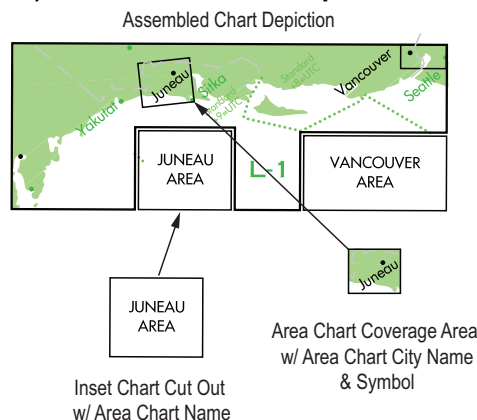 Assembled Chart Depiction
Juneau
Sitka
Yakutat
Standard
-9=UTC
Standard
-8=UTC
Vancouver
Seattle
JUNEAU
AREA
L-1
VANCOUVER
AREA
JUNEAU
AREA
Juneau
Inset Chart Cut Out
w/ Area Chart Name
Area Chart Coverage Area
w/ Area Chart City Name
& Symbol